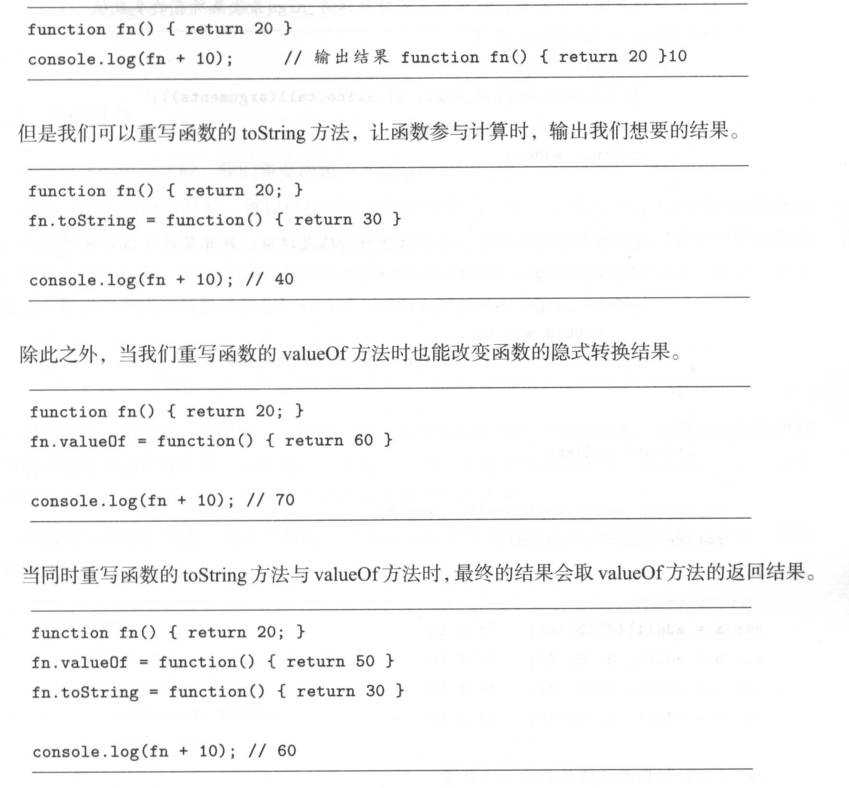 function fn() { return 20 }
console.log(fn + 10); // 输出结果 function fn() { return 20 }10
但是我们可以重写函数的 toString 方法，让函数参与计算时，输出我们想要的结果。
function fn() { return 20; }
fn.toString = function() { return 30 }
console.log(fn + 10); // 40
除此之外，当我们重写函数的 valueOf 方法时也能改变函数的隐式转换结果。
function fn() { return 20; }
fn.valueOf = function() { return 60 }
console.log(fn + 10); // 70
当同时重写函数的 toString 方法与 valueOf 方法时，最终的结果会取 valueOf 方法的返回结果。
function fn() { return 20; }
fn.valueOf = function() { return 50 }
fn.toString = function() { return 30 }
console.log(fn + 10); // 60